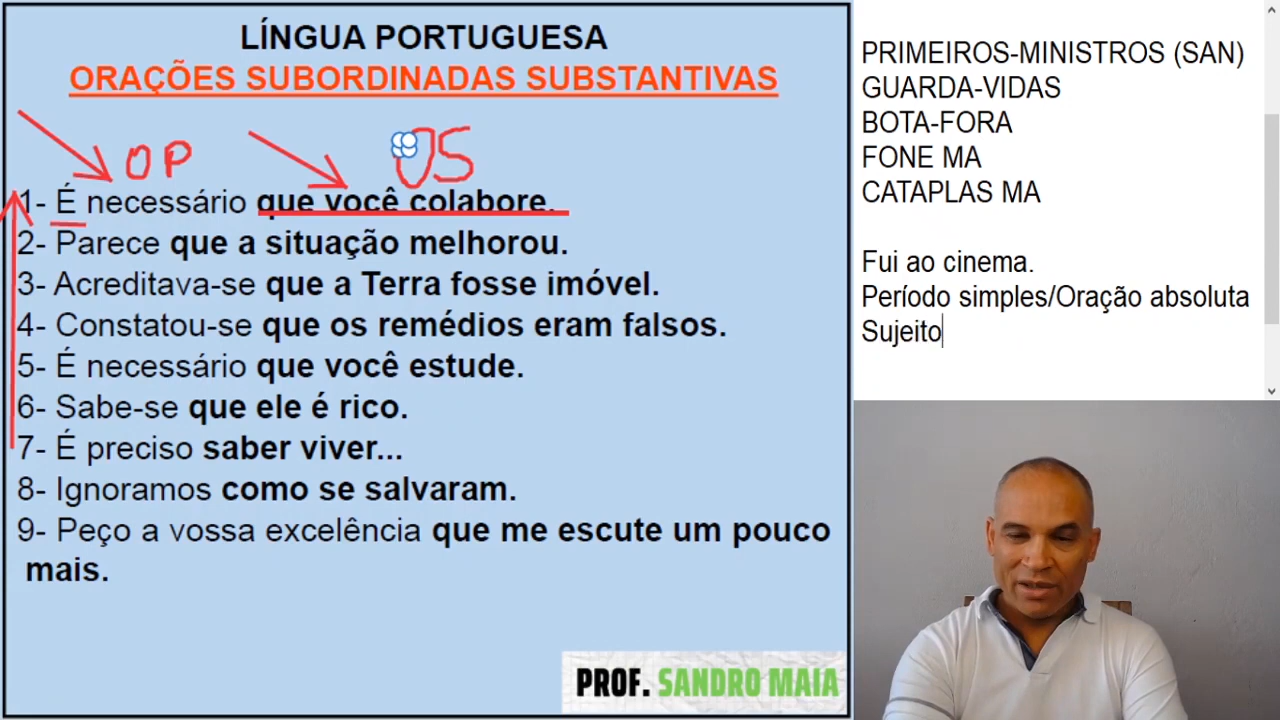 LÍNGUA PORTUGUESA
ORAÇÕES SUBORDINADAS SUBSTANTIVAS
OP
OS
1- É necessário que você colabore.
2- Parece que a situação melhorou.
3- Acreditava-se que a Terra fosse imóvel.
4- Constatou-se que os remédios eram falsos.
5- É necessário que você estude.
6- Sabe-se que ele é rico.
7- É preciso saber viver...
8- Ignoramos como se salvaram.
9- Peço a vossa excelência que me escute um pouco
mais.
PROF. SANDRO MAIA
PRIMEIROS-MINISTROS (SAN)
GUARDA-VIDAS
BOTA-FORA
FONE MA
CATAPLAS MA
Fui ao cinema.
Período simples/Oração absoluta
Sujeito